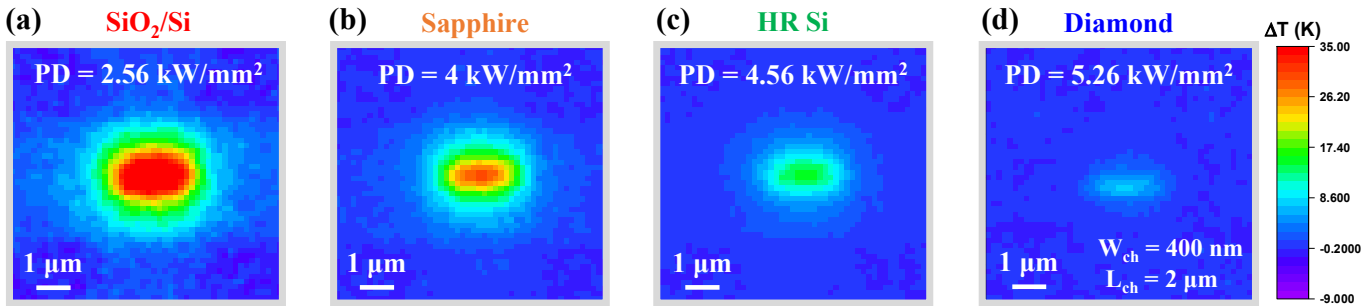 (a) SiO₂/Si
PD = 2.56 kW/mm²
1 μm
(b) Sapphire
PD = 4 kW/mm²
1 μm
(c) HR Si
PD = 4.56 kW/mm²
1 μm
(d) Diamond
PD = 5.26 kW/mm²
W_ch = 400 nm
L_ch = 2 μm
1 μm
ΔT (K)
35.00
26.20
17.40
8.600
-0.2000
-9.000